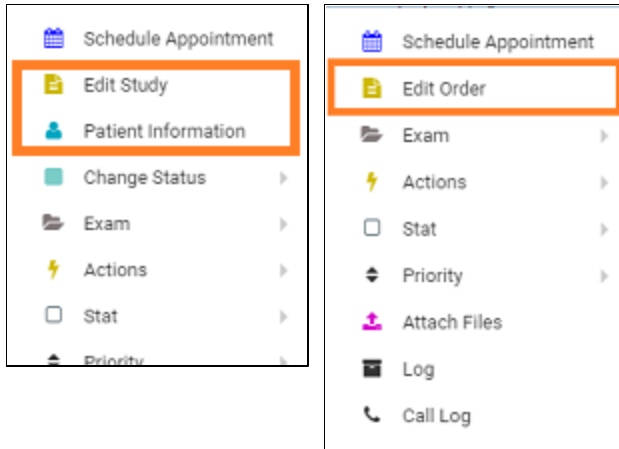 Schedule Appointment
Edit Study
Patient Information
Change Status
Exam
Actions
Stat
Priority
Schedule Appointment
Edit Order
Exam
Actions
Stat
Priority
Attach Files
Log
Call Log